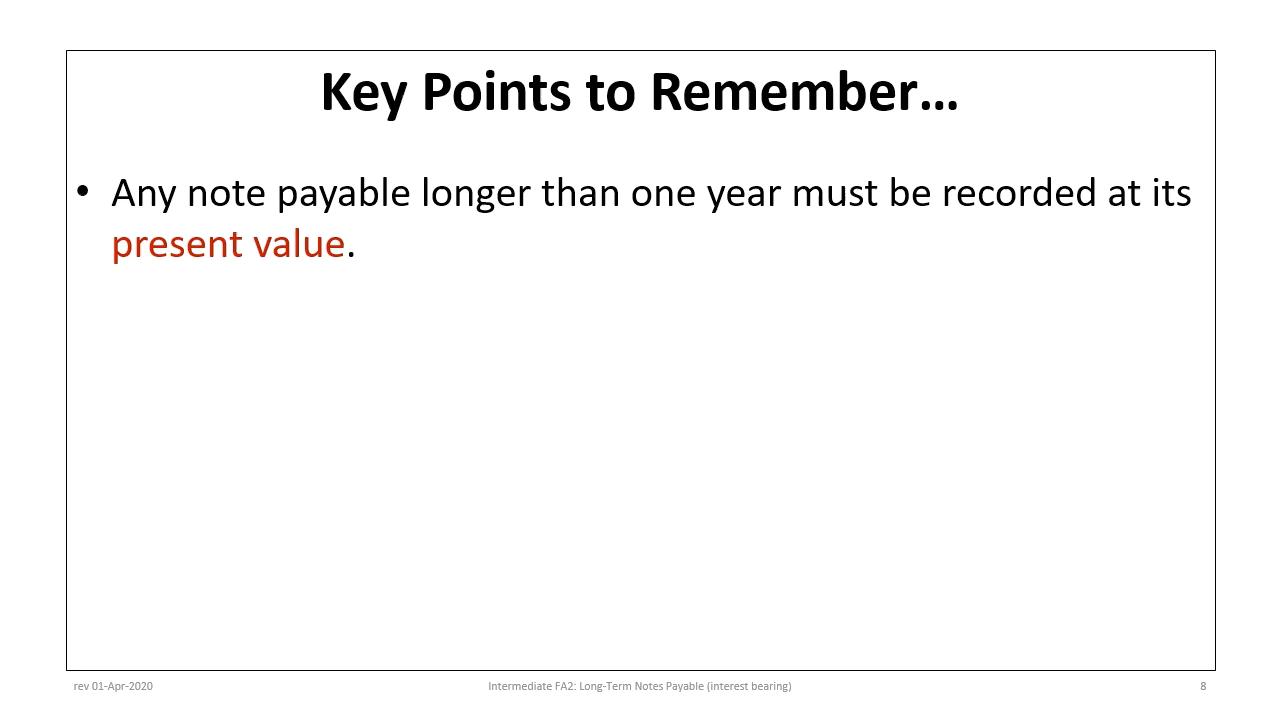 Key Points to Remember…
• Any note payable longer than one year must be recorded at its
present value.
rev 01-Apr-2020
Intermediate FA2: Long-Term Notes Payable (interest bearing)
8